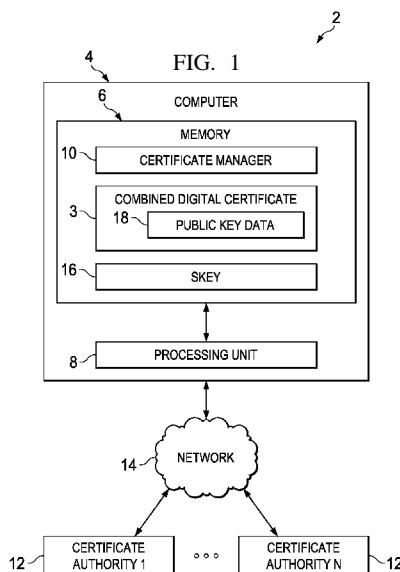 2
4
FIG. 1
COMPUTER
6
MEMORY
10
CERTIFICATE MANAGER
COMBINED DIGITAL CERTIFICATE
3
18
PUBLIC KEY DATA
16
SKEY
8
PROCESSING UNIT
14
NETWORK
12
CERTIFICATE
AUTHORITY 1
CERTIFICATE
AUTHORITY N
12